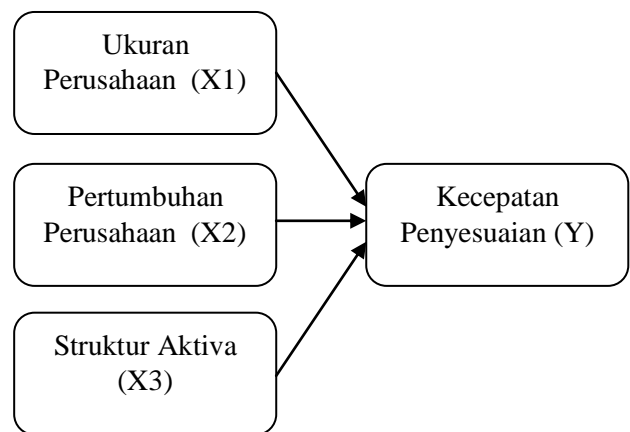 Ukuran
Perusahaan (X1)
Pertumbuhan
Perusahaan (X2)
Kecepatan
Penyesuaian (Y)
Struktur Aktiva
(X3)